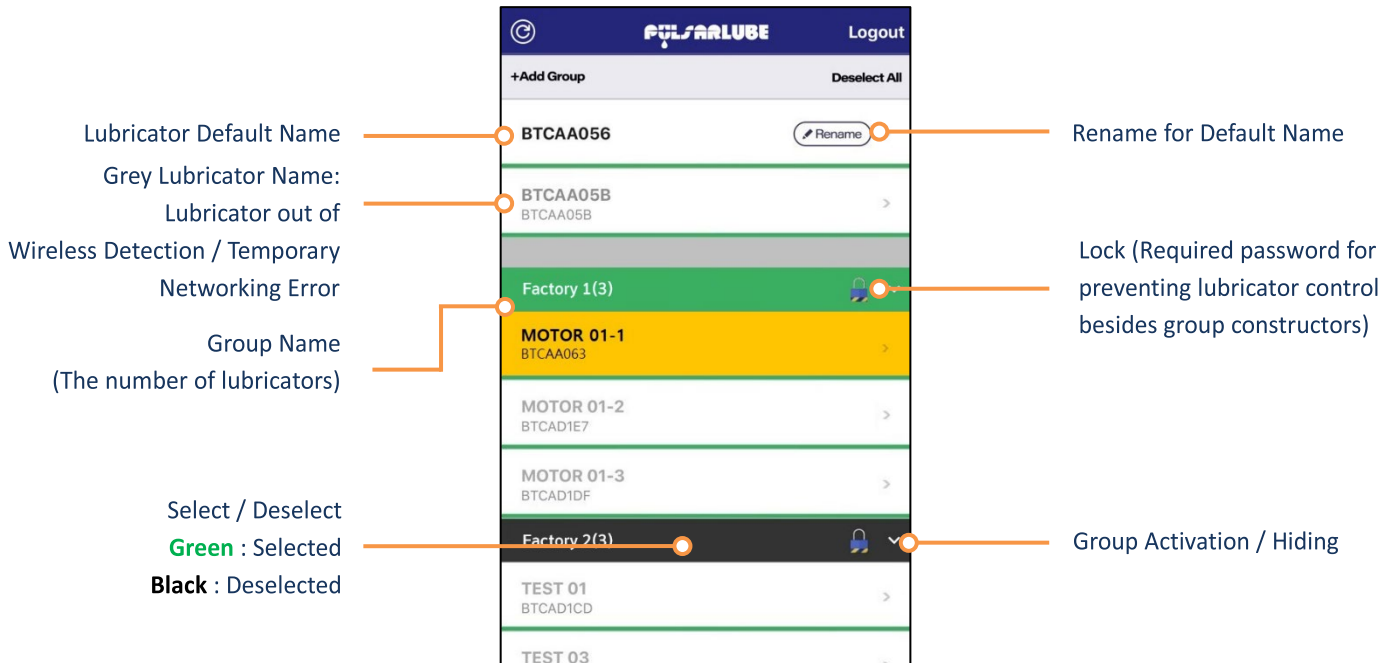 PULSARLUBE
Logout
+Add Group
Deselect All
Lubricator Default Name
BTCAA056
Rename
Rename for Default Name
Grey Lubricator Name:
Lubricator out of
Wireless Detection / Temporary
Networking Error
BTCAA05B
BTCAA05B
Lock (Required password for
preventing lubricator control
besides group constructors)
Factory 1(3)
Group Name
(The number of lubricators)
MOTOR 01-1
BTCAA063
MOTOR 01-2
BTCAD1E7
MOTOR 01-3
BTCAD1DF
Select / Deselect
Green : Selected
Black : Deselected
Factory 2(3)
Group Activation / Hiding
TEST 01
BTCAD1CD
TEST 03